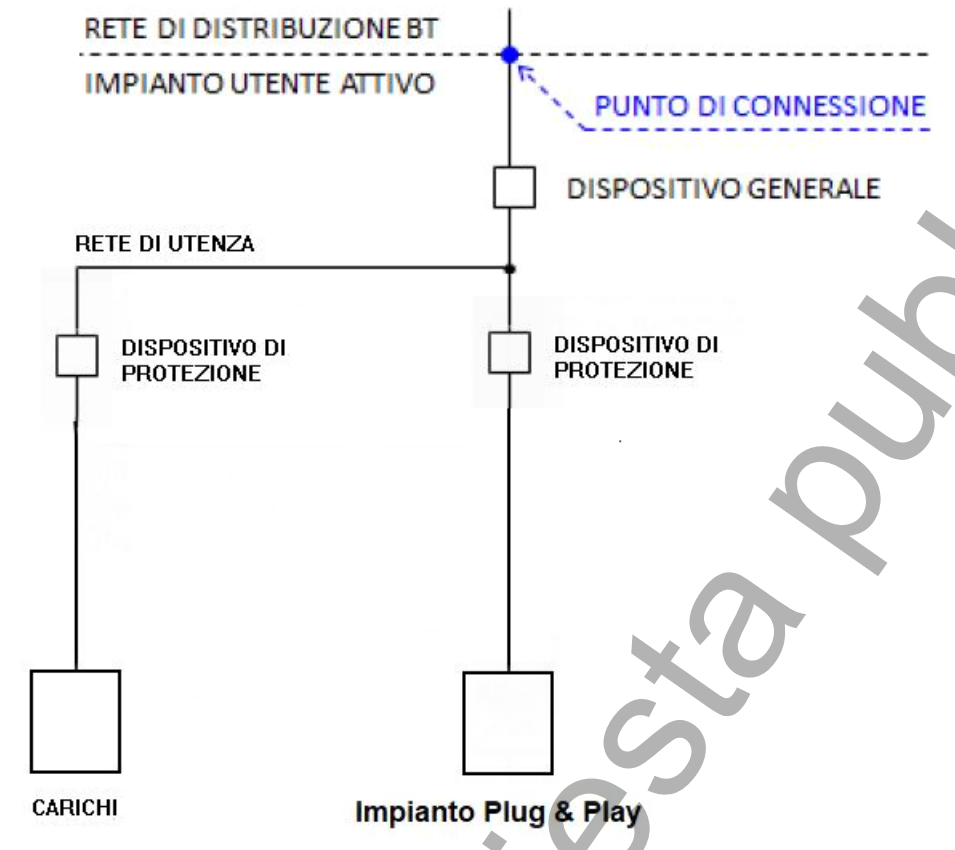 RETE DI DISTRIBUZIONE BT
IMPIANTO UTENTE ATTIVO
PUNTO DI CONNESSIONE
DISPOSITIVO GENERALE
RETE DI UTENZA
DISPOSITIVO DI
PROTEZIONE
DISPOSITIVO DI
PROTEZIONE
CARICHI
Impianto Plug & Play